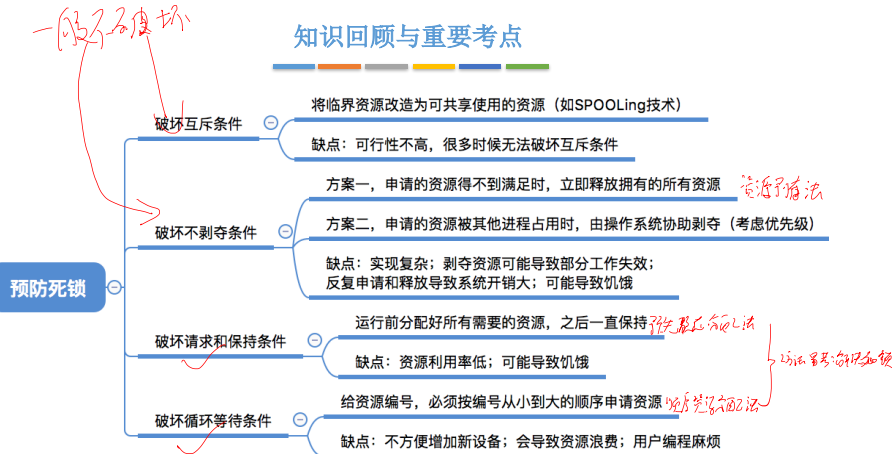 一般不可破坏
知识回顾与重要考点
预防死锁
破坏互斥条件
将临界资源改造为可共享使用的资源（如SPOOLing技术）
缺点：可行性不高，很多时候无法破坏互斥条件
破坏不剥夺条件
方案一，申请的资源得不到满足时，立即释放拥有的所有资源
资源剥夺法
方案二，申请的资源被其他进程占用时，由操作系统协助剥夺（考虑优先级）
缺点：实现复杂；剥夺资源可能导致部分工作失效；
反复申请和释放导致系统开销大；可能导致饥饿
破坏请求和保持条件
运行前分配好所有需要的资源，之后一直保持
缺点：资源利用率低；可能导致饥饿
破坏循环等待条件
给资源编号，必须按编号从小到大的顺序申请资源
缺点：不方便增加新设备；会导致资源浪费；用户编程麻烦